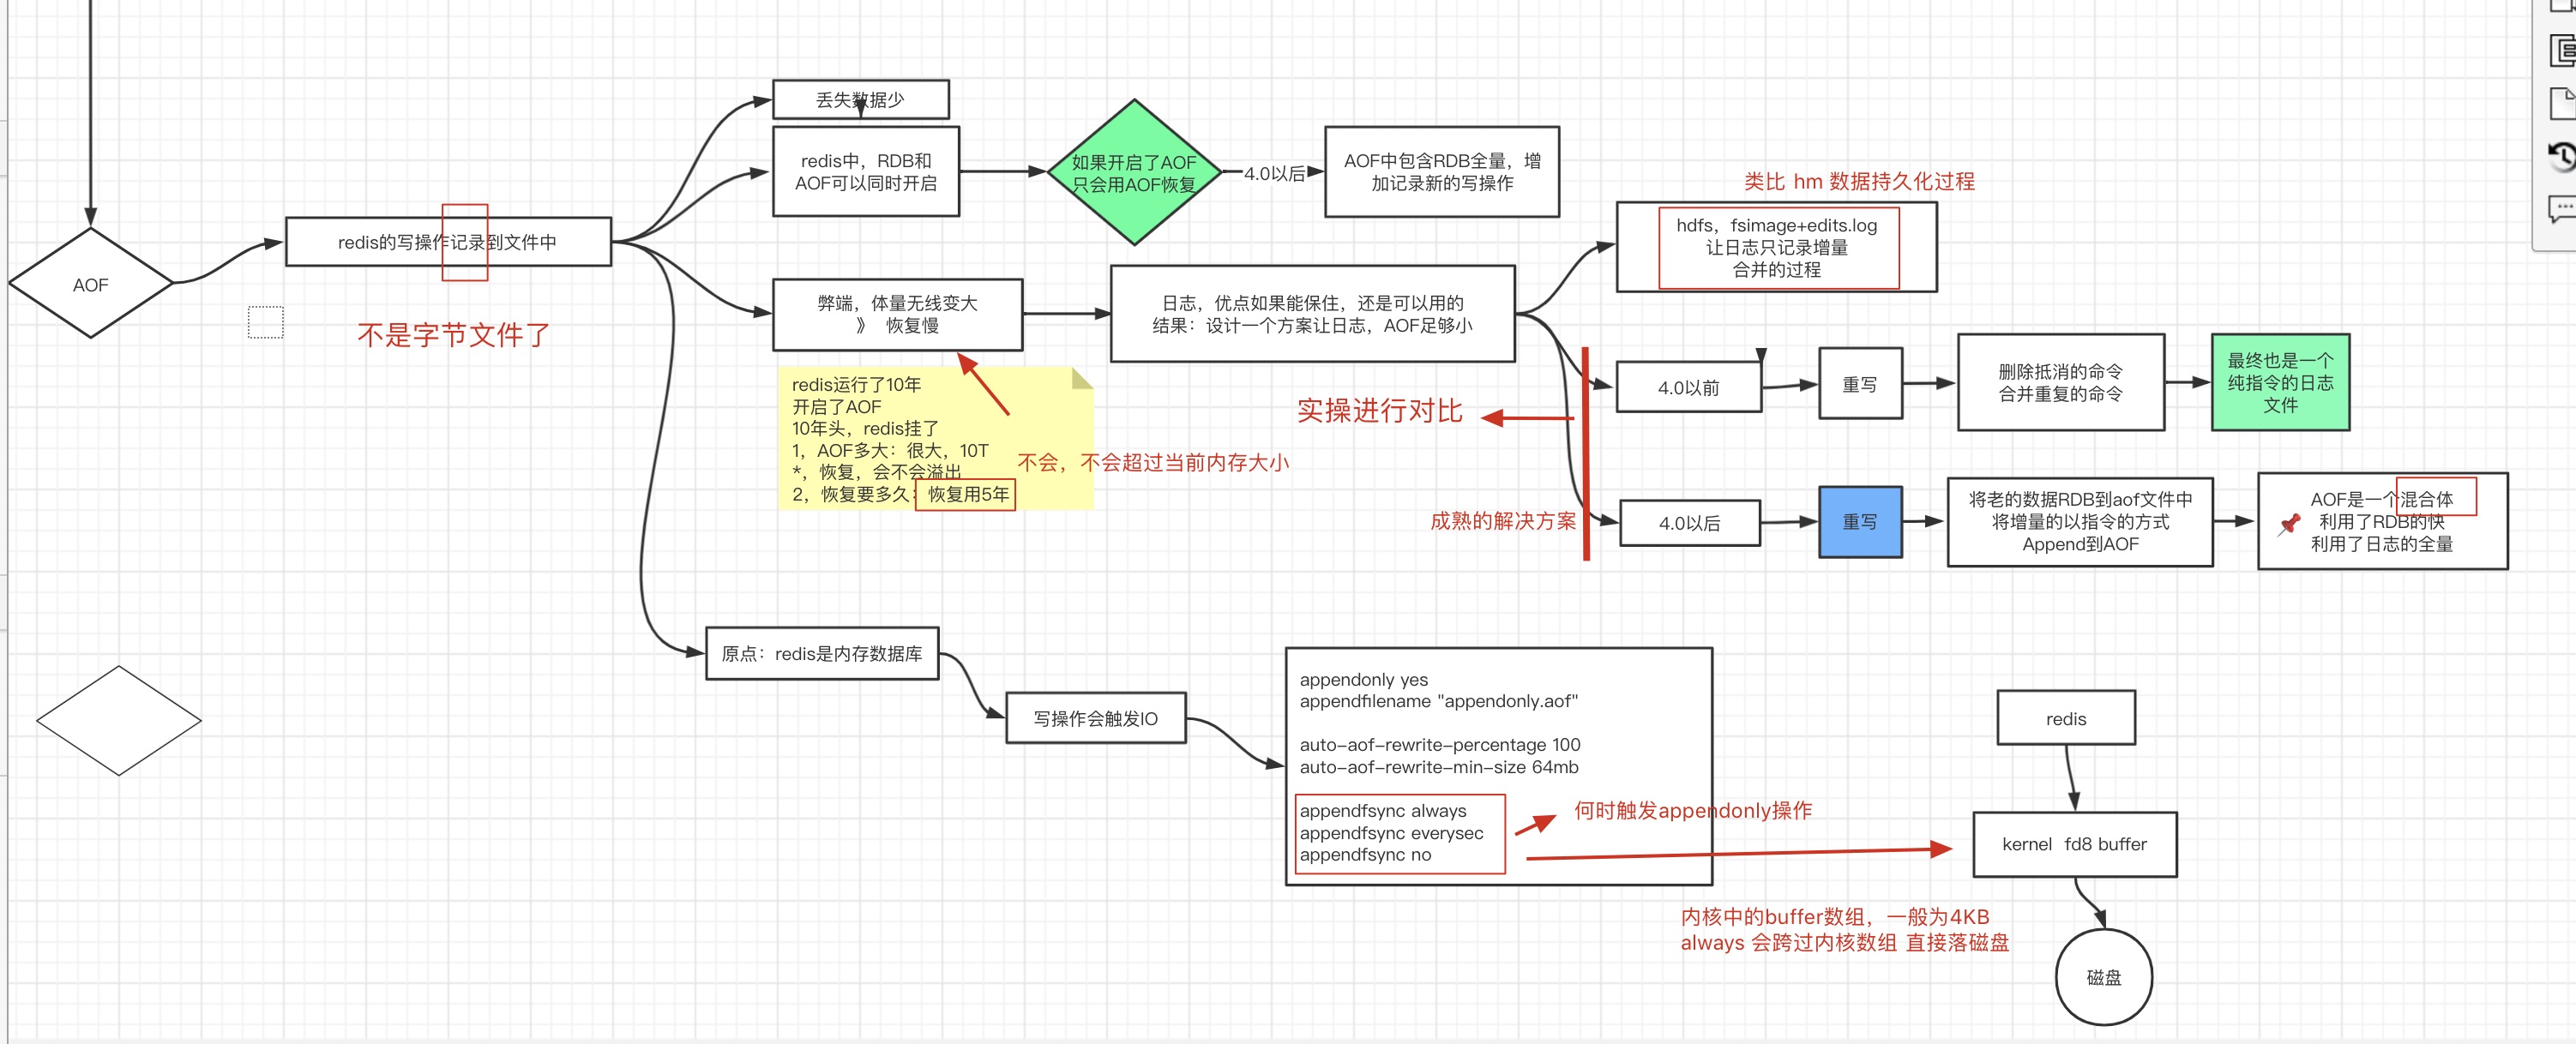 丢失数据少
redis中，RDB和
AOF可以同时开启
如果开启了AOF
只会用AOF恢复
4.0以后
AOF中包含RDB全量，增
加记录新的写操作
类比 hm 数据持久化过程
hdfs，fsimage+edits.log
让日志只记录增量
合并的过程
redis的写操作记录到文件中
AOF
不是字节文件了
弊端，体量无线变大
》 恢复慢
日志，优点如果能保住，还是可以用的
结果：设计一个方案让日志，AOF足够小
redis运行了10年
开启了AOF
10年头，redis挂了
1，AOF多大：很大，10T
*，恢复，会不会溢出
2，恢复要多久：恢复用5年
不会，不会超过当前内存大小
实操进行对比
成熟的解决方案
4.0以前
重写
删除抵消的命令
合并重复的命令
最终也是一个
纯指令的日志
文件
4.0以后
重写
将老的数据RDB到aof文件中
将增量的以指令的方式
Append到AOF
AOF是一个混合体
利用了RDB的快
利用了日志的全量
原点：redis是内存数据库
写操作会触发IO
appendonly yes
appendfilename "appendonly.aof"
auto-aof-rewrite-percentage 100
auto-aof-rewrite-min-size 64mb
appendfsync always
appendfsync everysec
appendfsync no
何时触发appendonly操作
redis
kernel fd8 buffer
内核中的buffer数组，一般为4KB
always 会跨过内核数组 直接落磁盘
磁盘